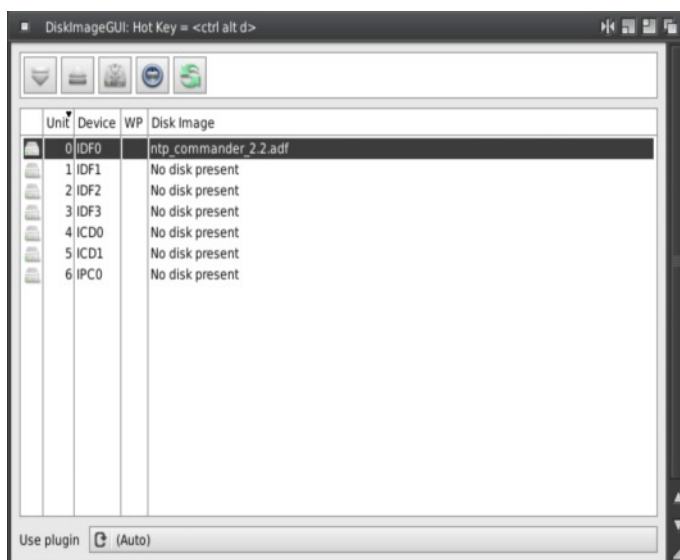 DiskImageGUI: Hot Key = <ctrl alt d>
Unit Device WP Disk Image
0 IDF0 ntp_commander_2.2.adf
1 IDF1 No disk present
2 IDF2 No disk present
3 IDF3 No disk present
4 ICD0 No disk present
5 ICD1 No disk present
6 IPC0 No disk present
Use plugin (Auto)